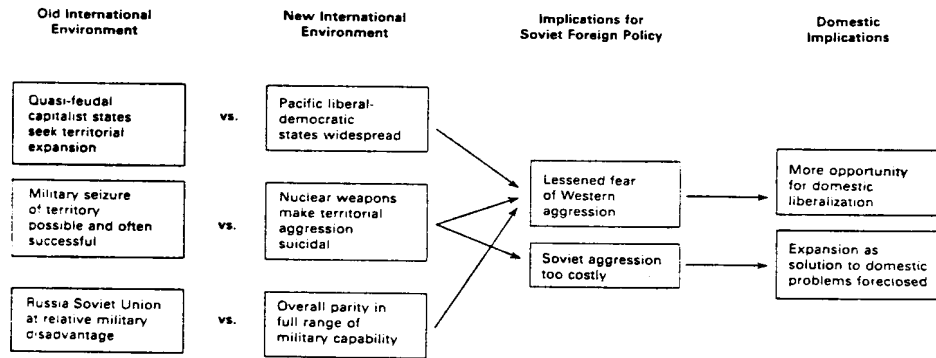 Old International
Environment
New International
Environment
Implications for
Soviet Foreign Policy
Domestic
Implications
Quasi-feudal
capitalist states
seek territorial
expansion
vs.
Pacific liberal-
democratic
states widespread
Military seizure
of territory
possible and often
successful
vs.
Nuclear weapons
make territorial
aggression
suicidal
Lessened fear
of Western
aggression
More opportunity
for domestic
liberalization
Soviet aggression
too costly
Expansion as
solution to domestic
problems foreclosed
Russia Soviet Union
at relative military
disadvantage
vs.
Overall parity in
full range of
military capability